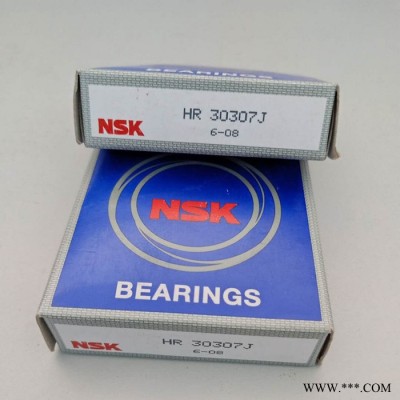 BEARINGS
NSK HR 30307J
6-08
NSK
BEARINGS
NSK HR 30307J
6-08
WWW.***.COM